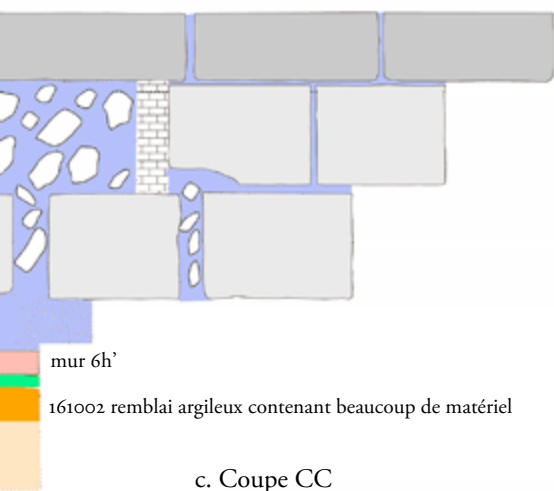 mur 6h’
161002 remblai argileux contenant beaucoup de matériel
c. Coupe CC